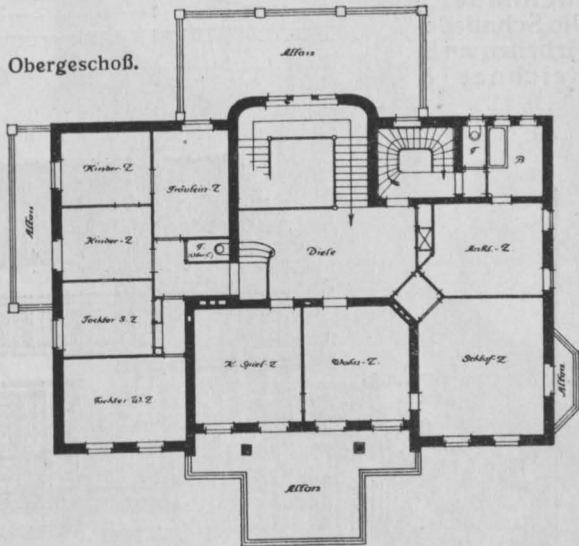 Obergeschoß.
Altan
Kinder-Z
Fräulein-Z
T
B
Altan
Kinder-Z
Diele
Ankl.-Z
Tochter S. Z
K. Spiel-Z
Wohn-Z.
Schlaf-Z
Altan
Tochter W. Z
Altan